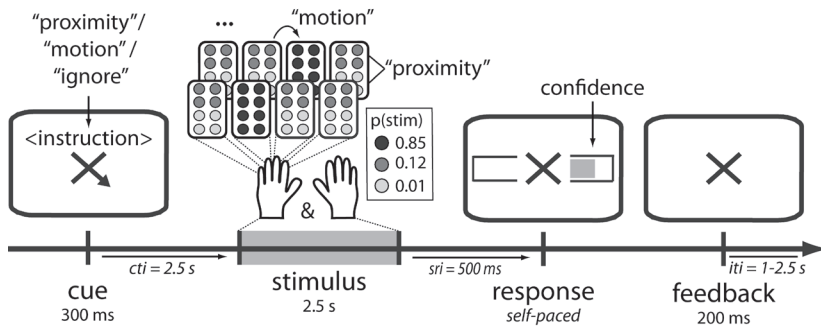 “proximity”/
“motion”/
“ignore”
...
“motion”
“proximity”
p(stim)
0.85
0.12
0.01
confidence
<instruction>
&
cti = 2.5 s
sri = 500 ms
iti = 1-2.5 s
cue
300 ms
stimulus
2.5 s
response
self-paced
feedback
200 ms